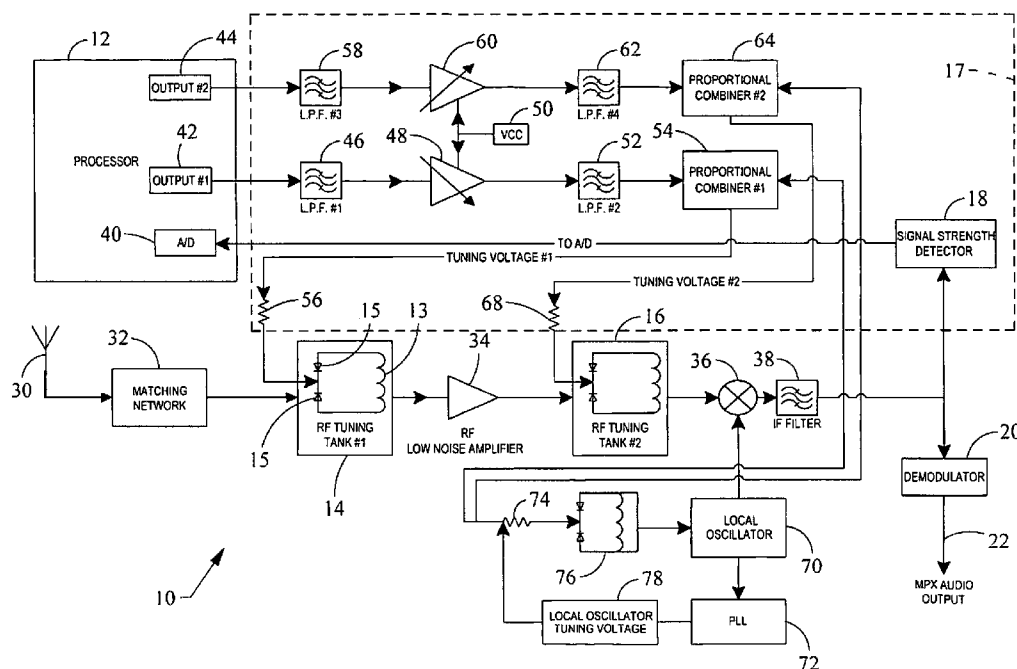 12
44
58
60
62
64
17
OUTPUT #2
L.P.F. #3
L.P.F. #4
PROPORTIONAL
COMBINER #2
50
VCC
42
46
48
52
54
PROCESSOR
OUTPUT #1
L.P.F. #1
L.P.F. #2
PROPORTIONAL
COMBINER #1
18
40
A/D
TO A/D
SIGNAL STRENGTH
DETECTOR
TUNING VOLTAGE #1
TUNING VOLTAGE #2
56
15
13
68
16
32
34
36
38
30
MATCHING
NETWORK
RF TUNING
TANK #1
RF
LOW NOISE AMPLIFIER
RF TUNING
TANK #2
IF FILTER
15
14
20
DEMODULATOR
74
76
LOCAL
OSCILLATOR
70
22
MPX AUDIO
OUTPUT
10
78
LOCAL OSCILLATOR
TUNING VOLTAGE
PLL
72